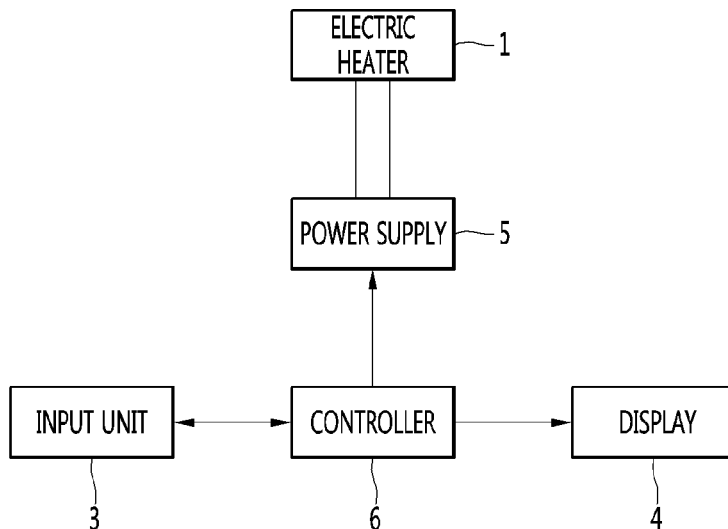 ELECTRIC
HEATER
1
POWER SUPPLY
5
INPUT UNIT
CONTROLLER
DISPLAY
3
6
4